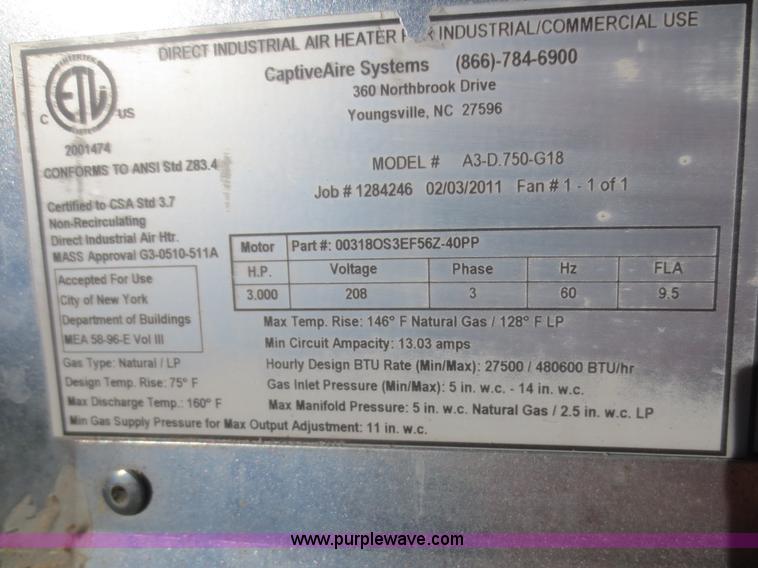 DIRECT INDUSTRIAL AIR HEATER INDUSTRIAL/COMMERCIAL USE
CaptiveAire Systems (866)-784-6900
360 Northbrook Drive
Youngsville, NC 27596
INTERTEK
ETL
C US
2001474
CONFORMS TO ANSI Std Z83.4
MODEL # A3-D.750-G18
Job # 1284246 02/03/2011 Fan # 1 - 1 of 1
Certified to CSA Std 3.7
Non-Recirculating
Direct Industrial Air Htr.
MASS Approval G3-0510-511A
Accepted For Use
City of New York
Department of Buildings
MEA 58-96-E Vol III
Motor Part #: 00318OS3EF56Z-40PP
H.P. Voltage Phase Hz FLA
3.000 208 3 60 9.5
Gas Type: Natural / LP
Design Temp. Rise: 75° F
Max Discharge Temp.: 160° F
Max Temp. Rise: 146° F Natural Gas / 128° F LP
Min Circuit Ampacity: 13.03 amps
Hourly Design BTU Rate (Min/Max): 27500 / 480600 BTU/hr
Gas Inlet Pressure (Min/Max): 5 in. w.c. - 14 in. w.c.
Max Manifold Pressure: 5 in. w.c. Natural Gas / 2.5 in. w.c. LP
Min Gas Supply Pressure for Max Output Adjustment: 11 in. w.c.
www.purplewave.com